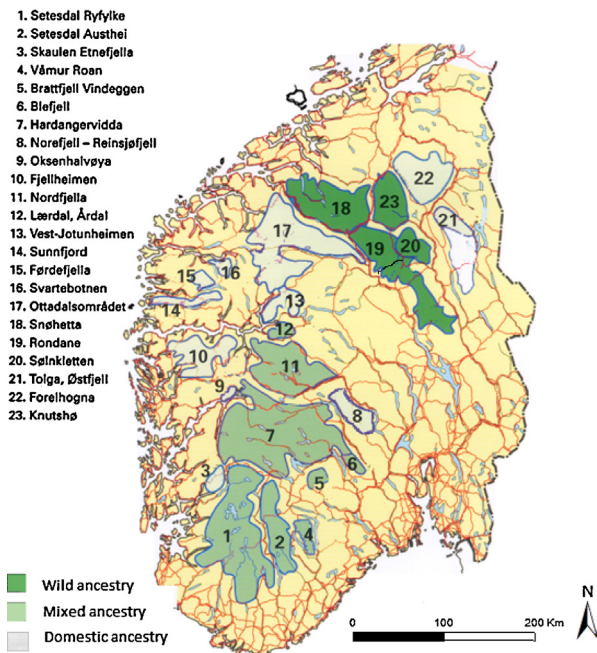 1. Setesdal Ryfylke
2. Setesdal Austhei
3. Skaulen Etnefjella
4. Våmur Roan
5. Brattfjell Vindeggen
6. Blefjell
7. Hardangervidda
8. Norefjell – Reinsjøfjell
9. Oksenhalvøya
10. Fjellheimen
11. Nordfjella
12. Lærdal, Årdal
13. Vest-Jotunheimen
14. Sunnfjord
15. Førdefjella
16. Svartebotnen
17. Ottadalsområdet
18. Snøhetta
19. Rondane
20. Sølnkletten
21. Tolga, Østfjell
22. Forelhogna
23. Knutshø
22
18
23
21
17
20
19
16
15
13
14
12
10
11
9
8
7
6
3
5
1
2
4
Wild ancestry
Mixed ancestry
Domestic ancestry
N
0 100 200 Km